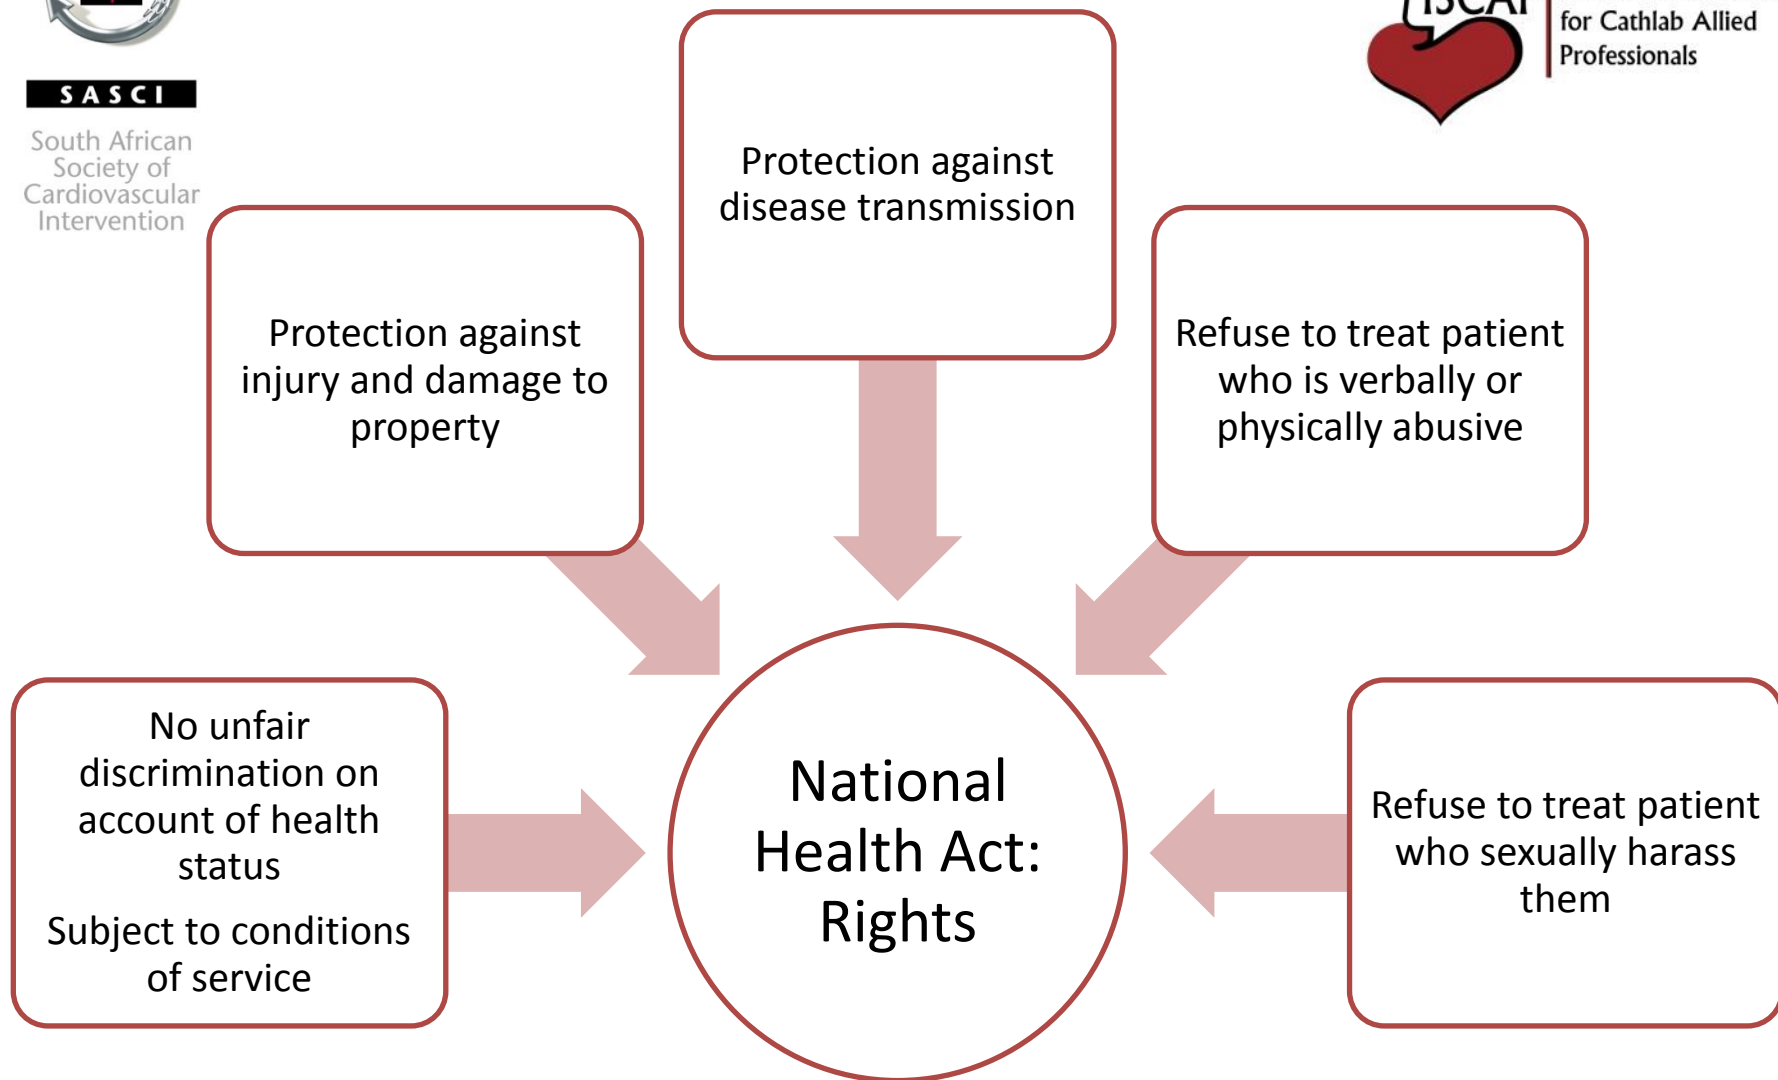 ISCAP
for Cathlab Allied
Professionals
SASCI
South African
Society of
Cardiovascular
Intervention
Protection against
disease transmission
Protection against
injury and damage to
property
Refuse to treat patient
who is verbally or
physically abusive
No unfair
discrimination on
account of health
status
Subject to conditions
of service
National
Health Act:
Rights
Refuse to treat patient
who sexually harass
them